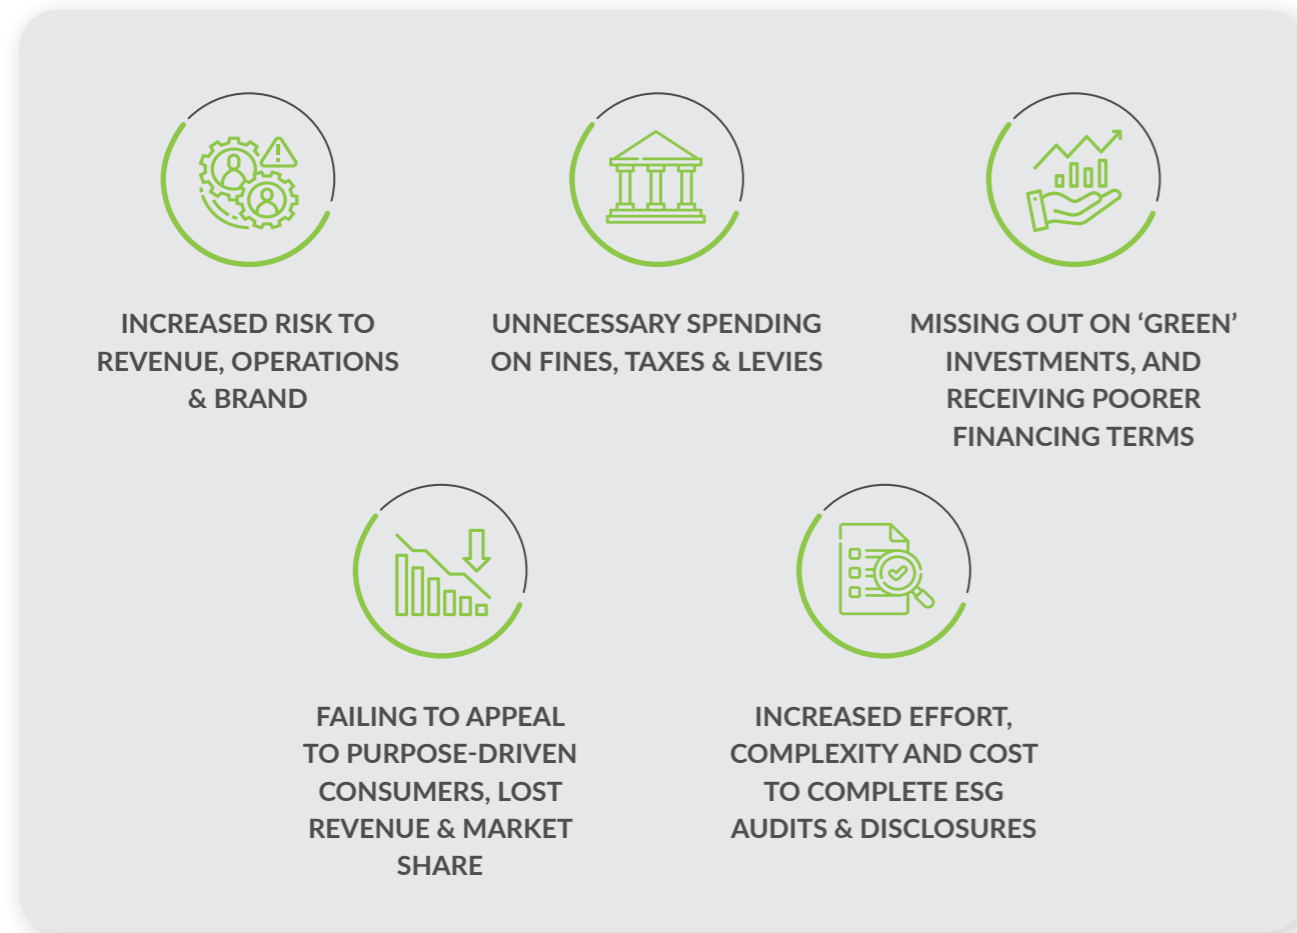 INCREASED RISK TO
REVENUE, OPERATIONS
& BRAND
UNNECESSARY SPENDING
ON FINES, TAXES & LEVIES
MISSING OUT ON ‘GREEN’
INVESTMENTS, AND
RECEIVING POORER
FINANCING TERMS
FAILING TO APPEAL
TO PURPOSE-DRIVEN
CONSUMERS, LOST
REVENUE & MARKET
SHARE
INCREASED EFFORT,
COMPLEXITY AND COST
TO COMPLETE ESG
AUDITS & DISCLOSURES